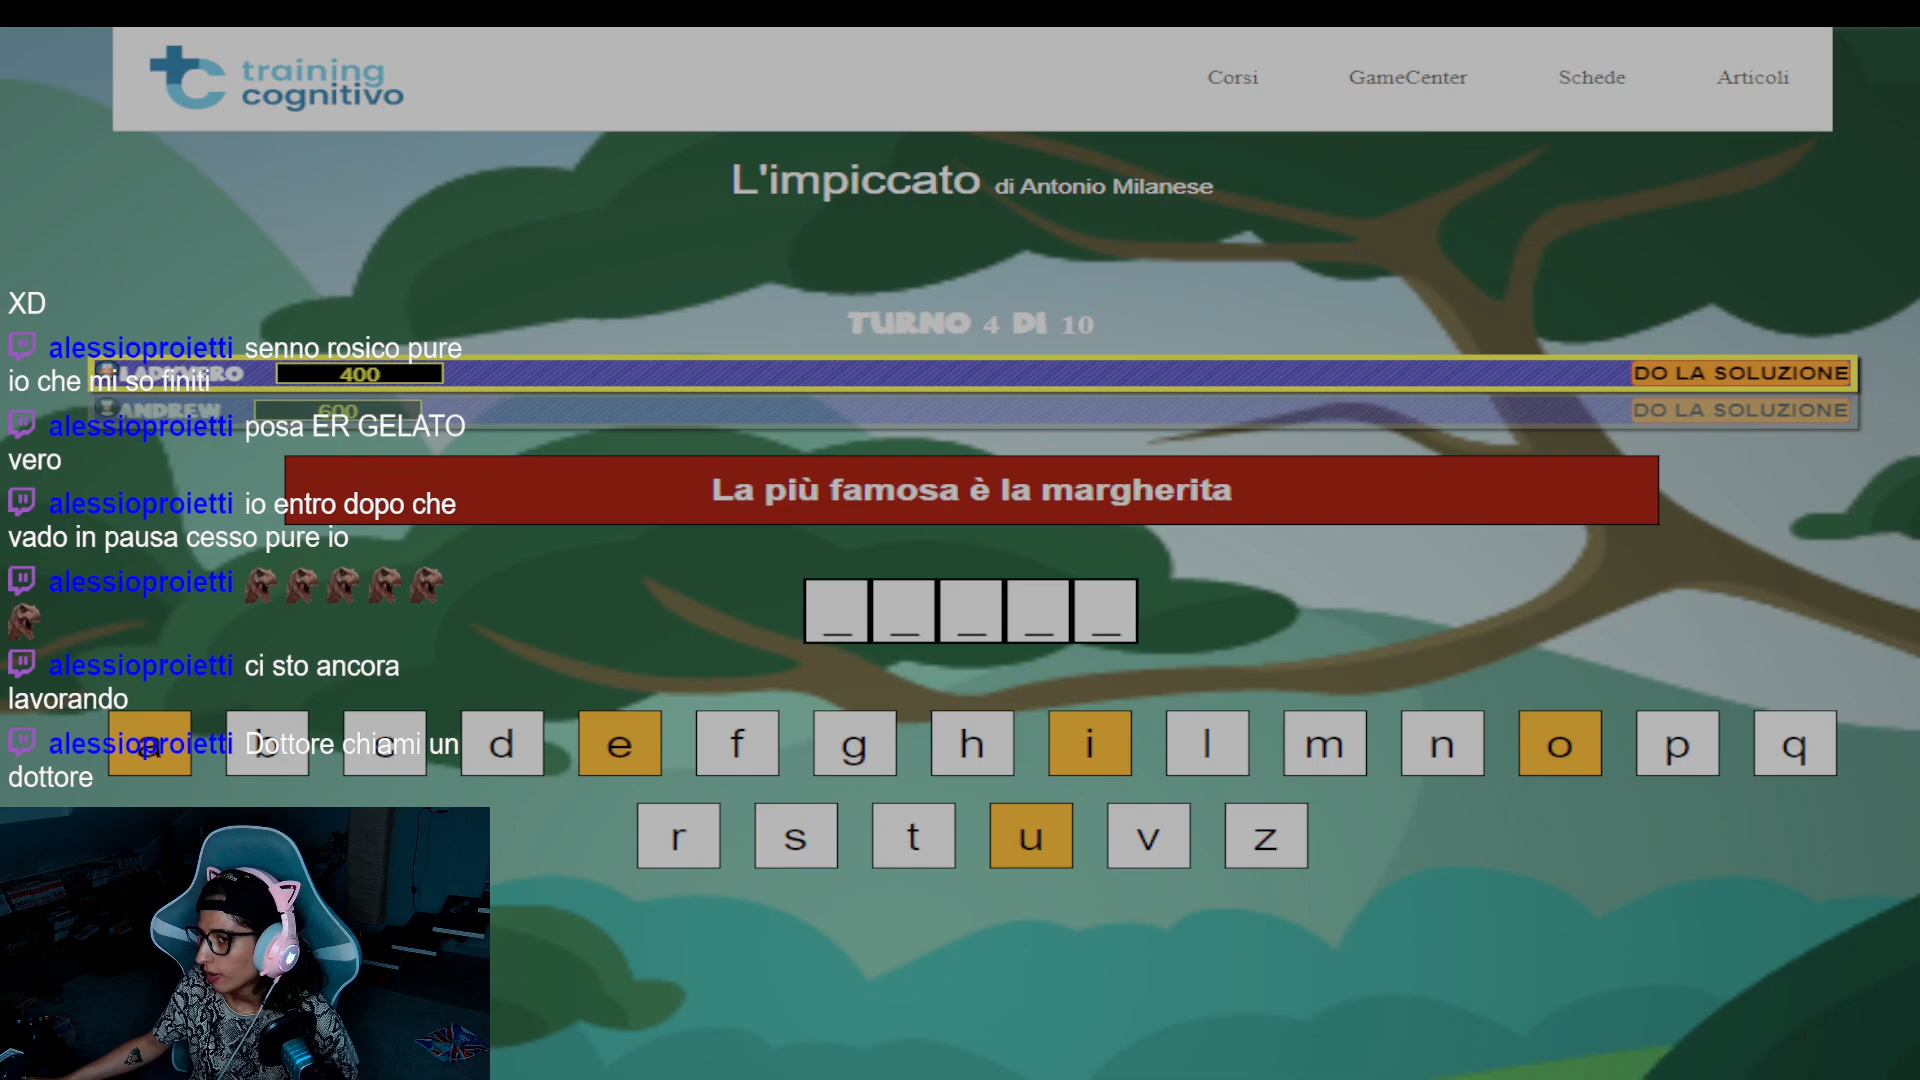 training
cognitivo
Corsi
GameCenter
Schede
Articoli
L'impiccato di Antonio Milanese
TURNO 4 DI 10
XD
alessioproietti senno rosico pure
io che mi so finiti
400
DO LA SOLUZIONE
ANDREW
600
DO LA SOLUZIONE
alessioproietti posa ER GELATO
vero
La più famosa è la margherita
alessioproietti io entro dopo che
vado in pausa cesso pure io
alessioproietti
_ _ _ _ _
alessioproietti ci sto ancora
lavorando
alessioproietti Dottore chiami un
dottore
a b c d e f g h i l m n o p q
r s t u v z